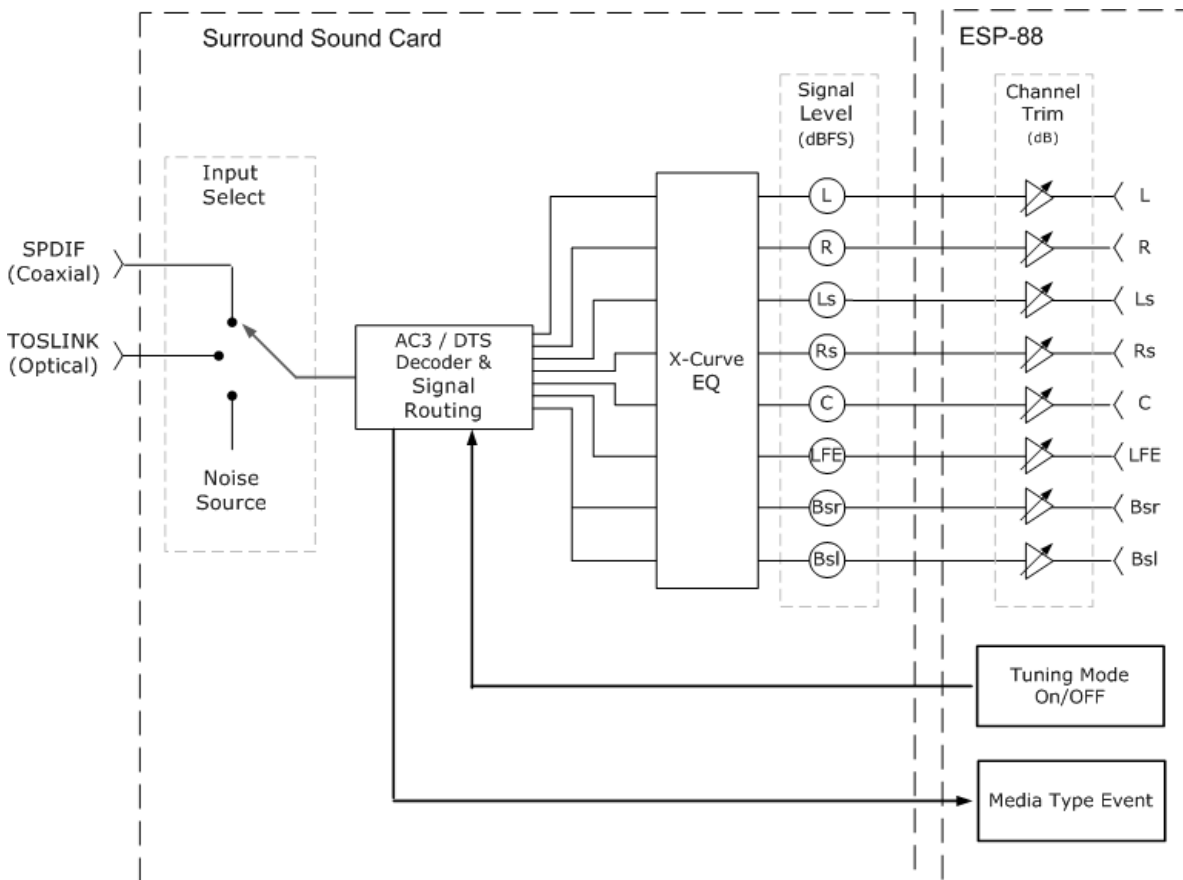 Surround Sound Card
ESP-88
Signal
Level
(dBFS)
Channel
Trim
(dB)
Input
Select
SPDIF
(Coaxial)
TOSLINK
(Optical)
Noise
Source
AC3 / DTS
Decoder &
Signal
Routing
X-Curve
EQ
L
R
Ls
Rs
C
LFE
Bsr
Bsl
L
R
Ls
Rs
C
LFE
Bsr
Bsl
Tuning Mode
On/OFF
Media Type Event